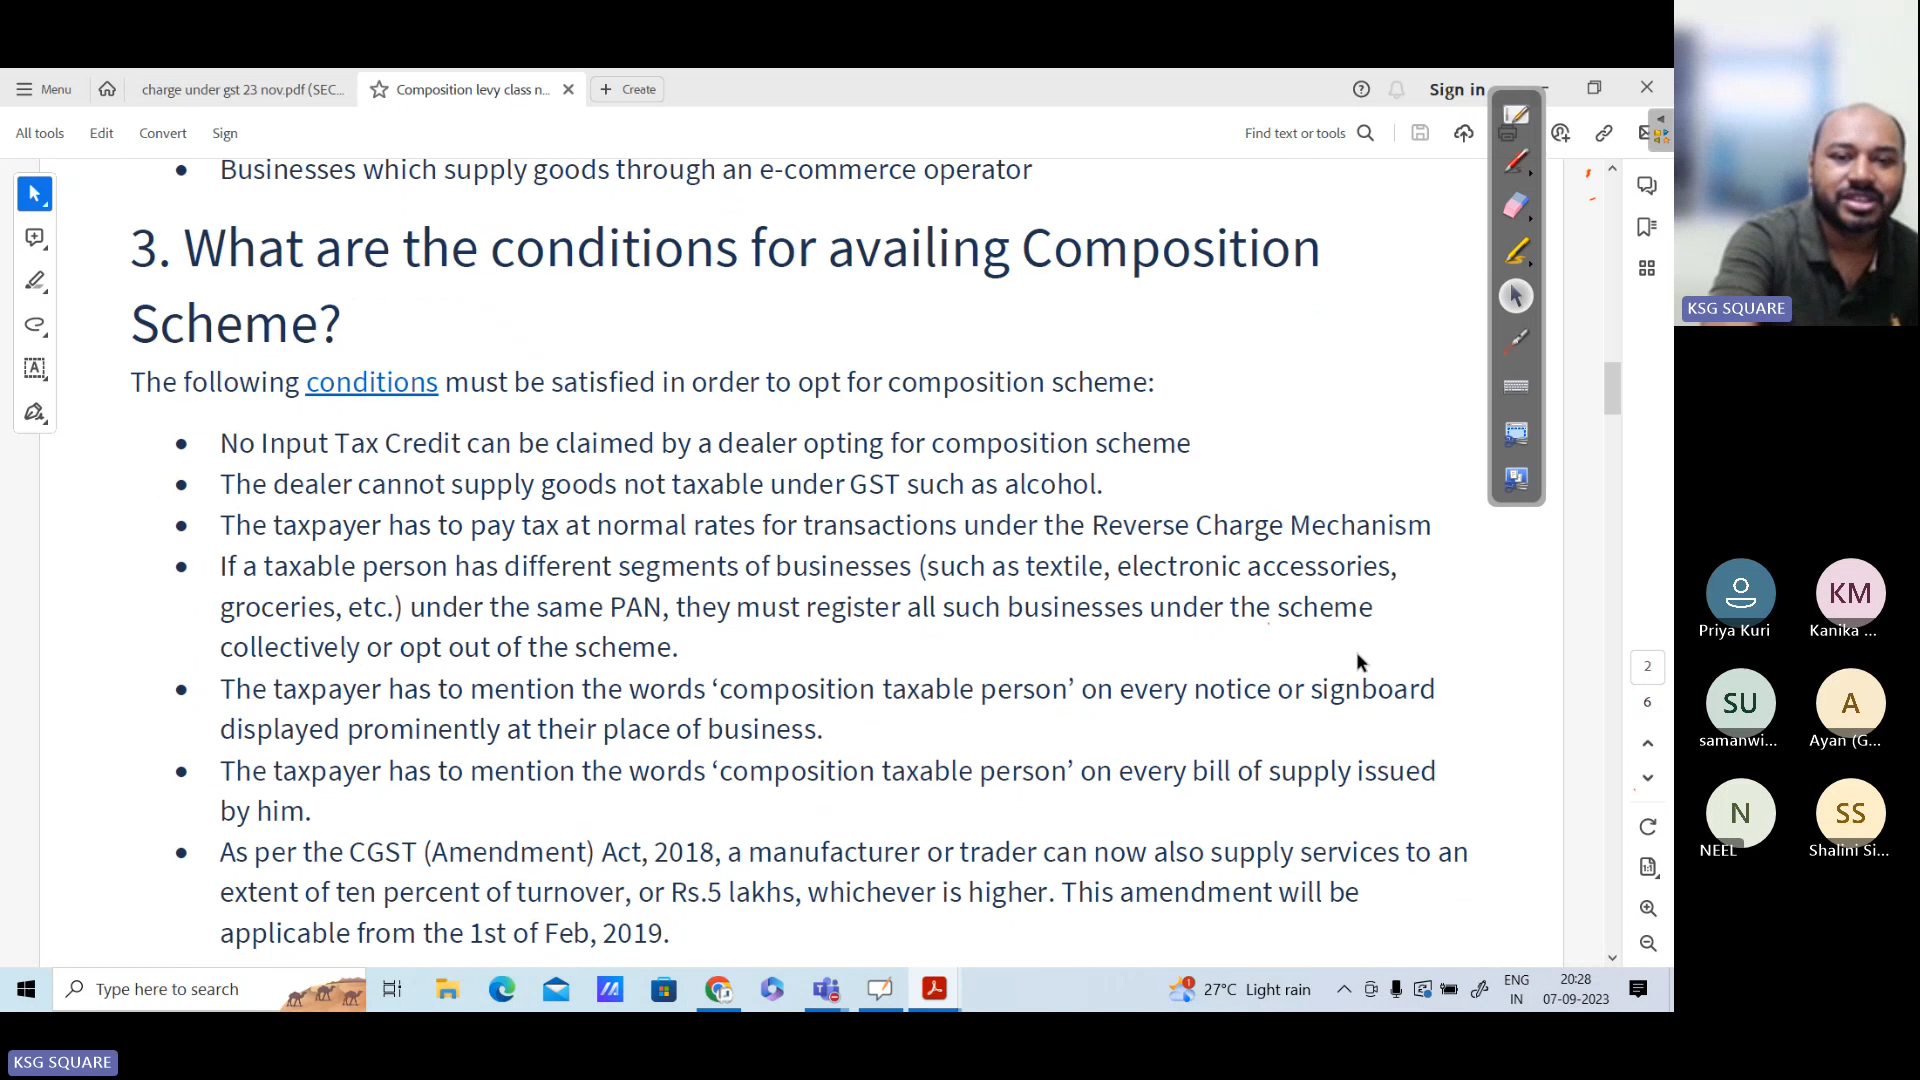 Menu
charge under gst 23 nov.pdf (SEC...
Composition levy class n...
Create
Sign in
All tools
Edit
Convert
Sign
Find text or tools
Businesses which supply goods through an e-commerce operator
3. What are the conditions for availing Composition
Scheme?
The following conditions must be satisfied in order to opt for composition scheme:
No Input Tax Credit can be claimed by a dealer opting for composition scheme
The dealer cannot supply goods not taxable under GST such as alcohol.
The taxpayer has to pay tax at normal rates for transactions under the Reverse Charge Mechanism
If a taxable person has different segments of businesses (such as textile, electronic accessories,
groceries, etc.) under the same PAN, they must register all such businesses under the scheme
collectively or opt out of the scheme.
The taxpayer has to mention the words ‘composition taxable person’ on every notice or signboard
displayed prominently at their place of business.
The taxpayer has to mention the words ‘composition taxable person’ on every bill of supply issued
by him.
As per the CGST (Amendment) Act, 2018, a manufacturer or trader can now also supply services to an
extent of ten percent of turnover, or Rs.5 lakhs, whichever is higher. This amendment will be
applicable from the 1st of Feb, 2019.
2
6
Type here to search
27°C Light rain
ENG
IN
20:28
07-09-2023
KSG SQUARE
KM
Priya Kuri
Kanika ...
SU
A
samanwi...
Ayan (G...
N
SS
NEEL
Shalini Si...
KSG SQUARE